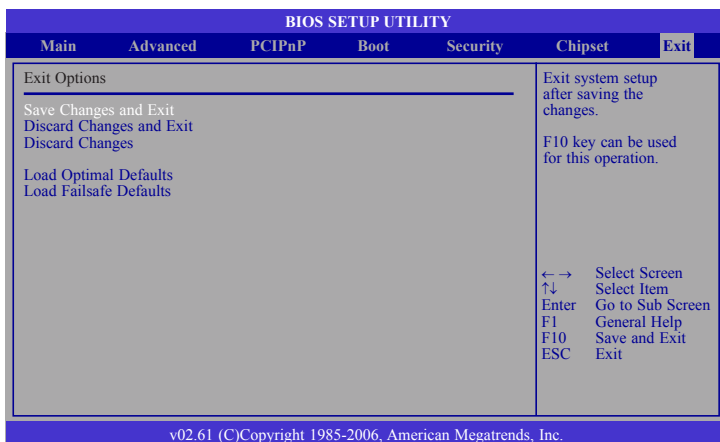 BIOS SETUP UTILITY
Main Advanced PCIPnP Boot Security Chipset Exit
Exit Options
Save Changes and Exit
Discard Changes and Exit
Discard Changes
Load Optimal Defaults
Load Failsafe Defaults
Exit system setup
after saving the
changes.
F10 key can be used
for this operation.
← → Select Screen
↑↓ Select Item
Enter Go to Sub Screen
F1 General Help
F10 Save and Exit
ESC Exit
v02.61 (C)Copyright 1985-2006, American Megatrends, Inc.